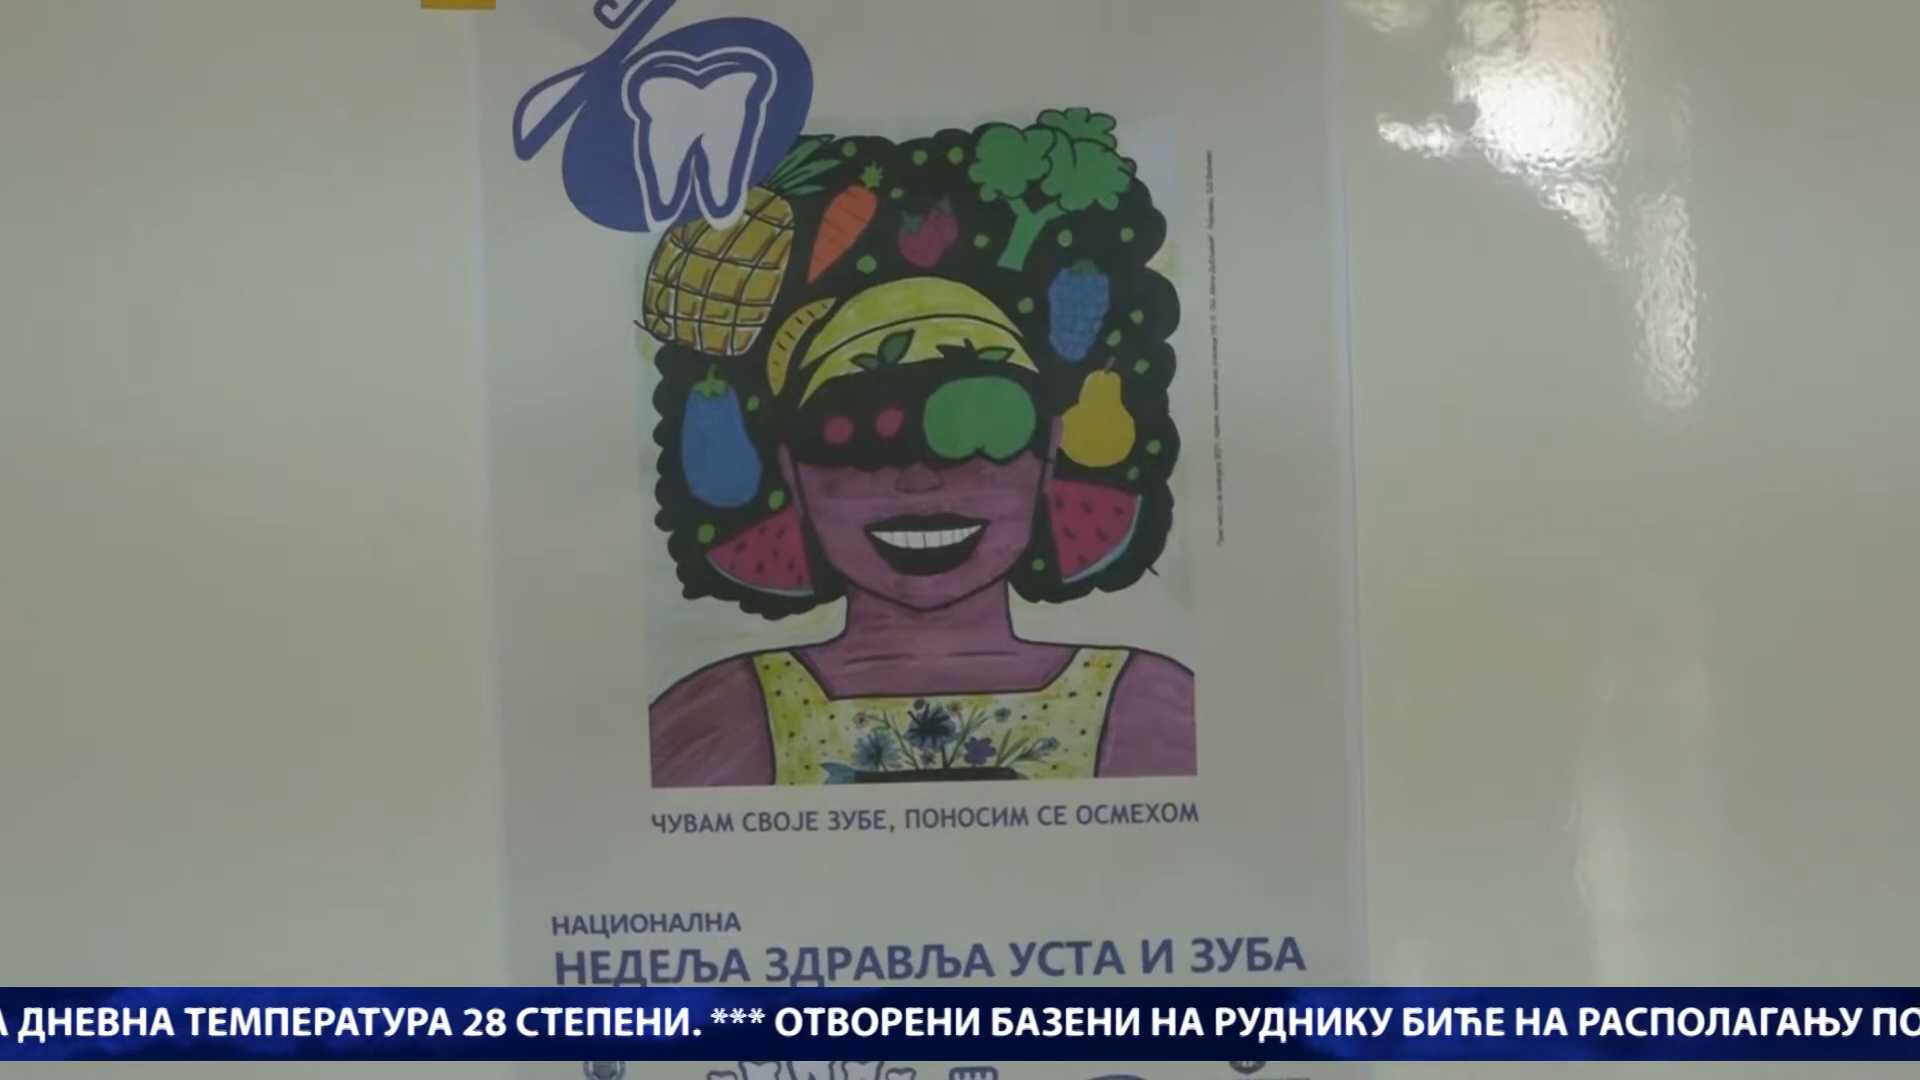 ЧУВАМ СВОЈЕ ЗУБЕ, ПОНОСИМ СЕ ОСМЕХОМ
НАЦИОНАЛНА
НЕДЕЉА ЗДРАВЉА УСТА И ЗУБА
А ДНЕВНА ТЕМПЕРАТУРА 28 СТЕПЕНИ. *** ОТВОРЕНИ БАЗЕНИ НА РУДНИКУ БИЋЕ НА РАСПОЛАГАЊУ ПО